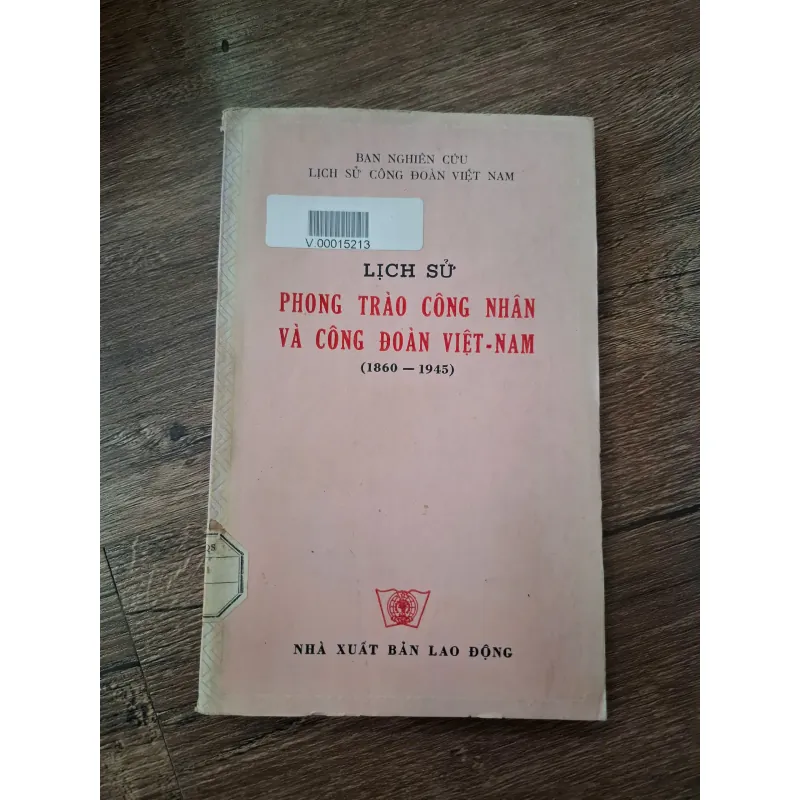 BAN NGHIÊN CỨU
LỊCH SỬ CÔNG ĐOÀN VIỆT NAM
V.00015213
LỊCH SỬ
PHONG TRÀO CÔNG NHÂN
VÀ CÔNG ĐOÀN VIỆT-NAM
(1860 — 1945)
NHÀ XUẤT BẢN LAO ĐỘNG